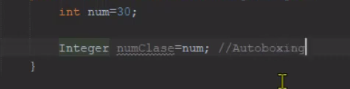 int num=30;
Integer numClase=num; //Autoboxing
}